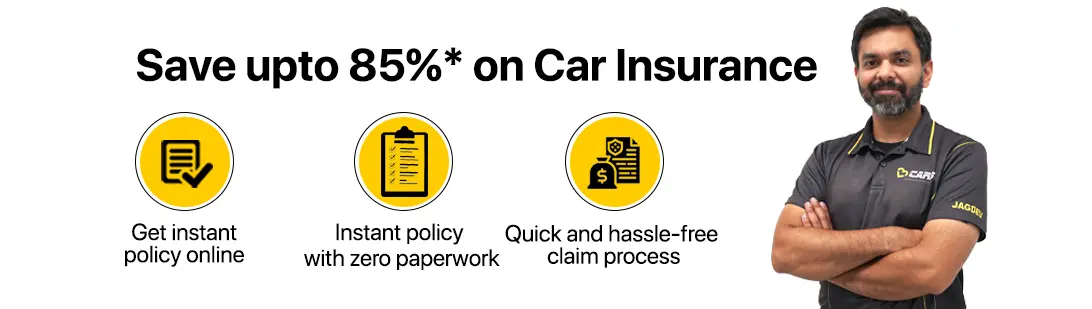 Save upto 85%* on Car Insurance
Get instant
policy online
Instant policy
with zero paperwork
Quick and hassle-free
claim process